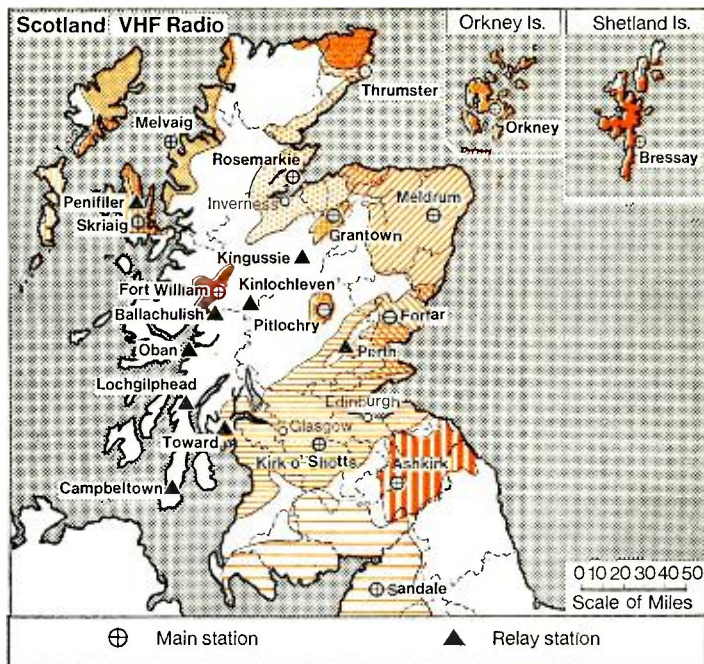 Scotland VHF Radio
Orkney Is.
Shetland Is.
Thrumster
Melvaig
Orkney
Bressay
Rosemarkie
Penifiler
Inverness
Meldrum
Skriaig
Grantown
Kingussie
Fort William
Kinlochleven
Ballachulish
Pitlochry
Forfar
Oban
Perth
Lochgilphead
Edinburgh
Toward
Glasgow
Kirk o' Shotts
Ashkirk
Campbeltown
Sandale
0 10 20 30 40 50
Scale of Miles
Main station
Relay station